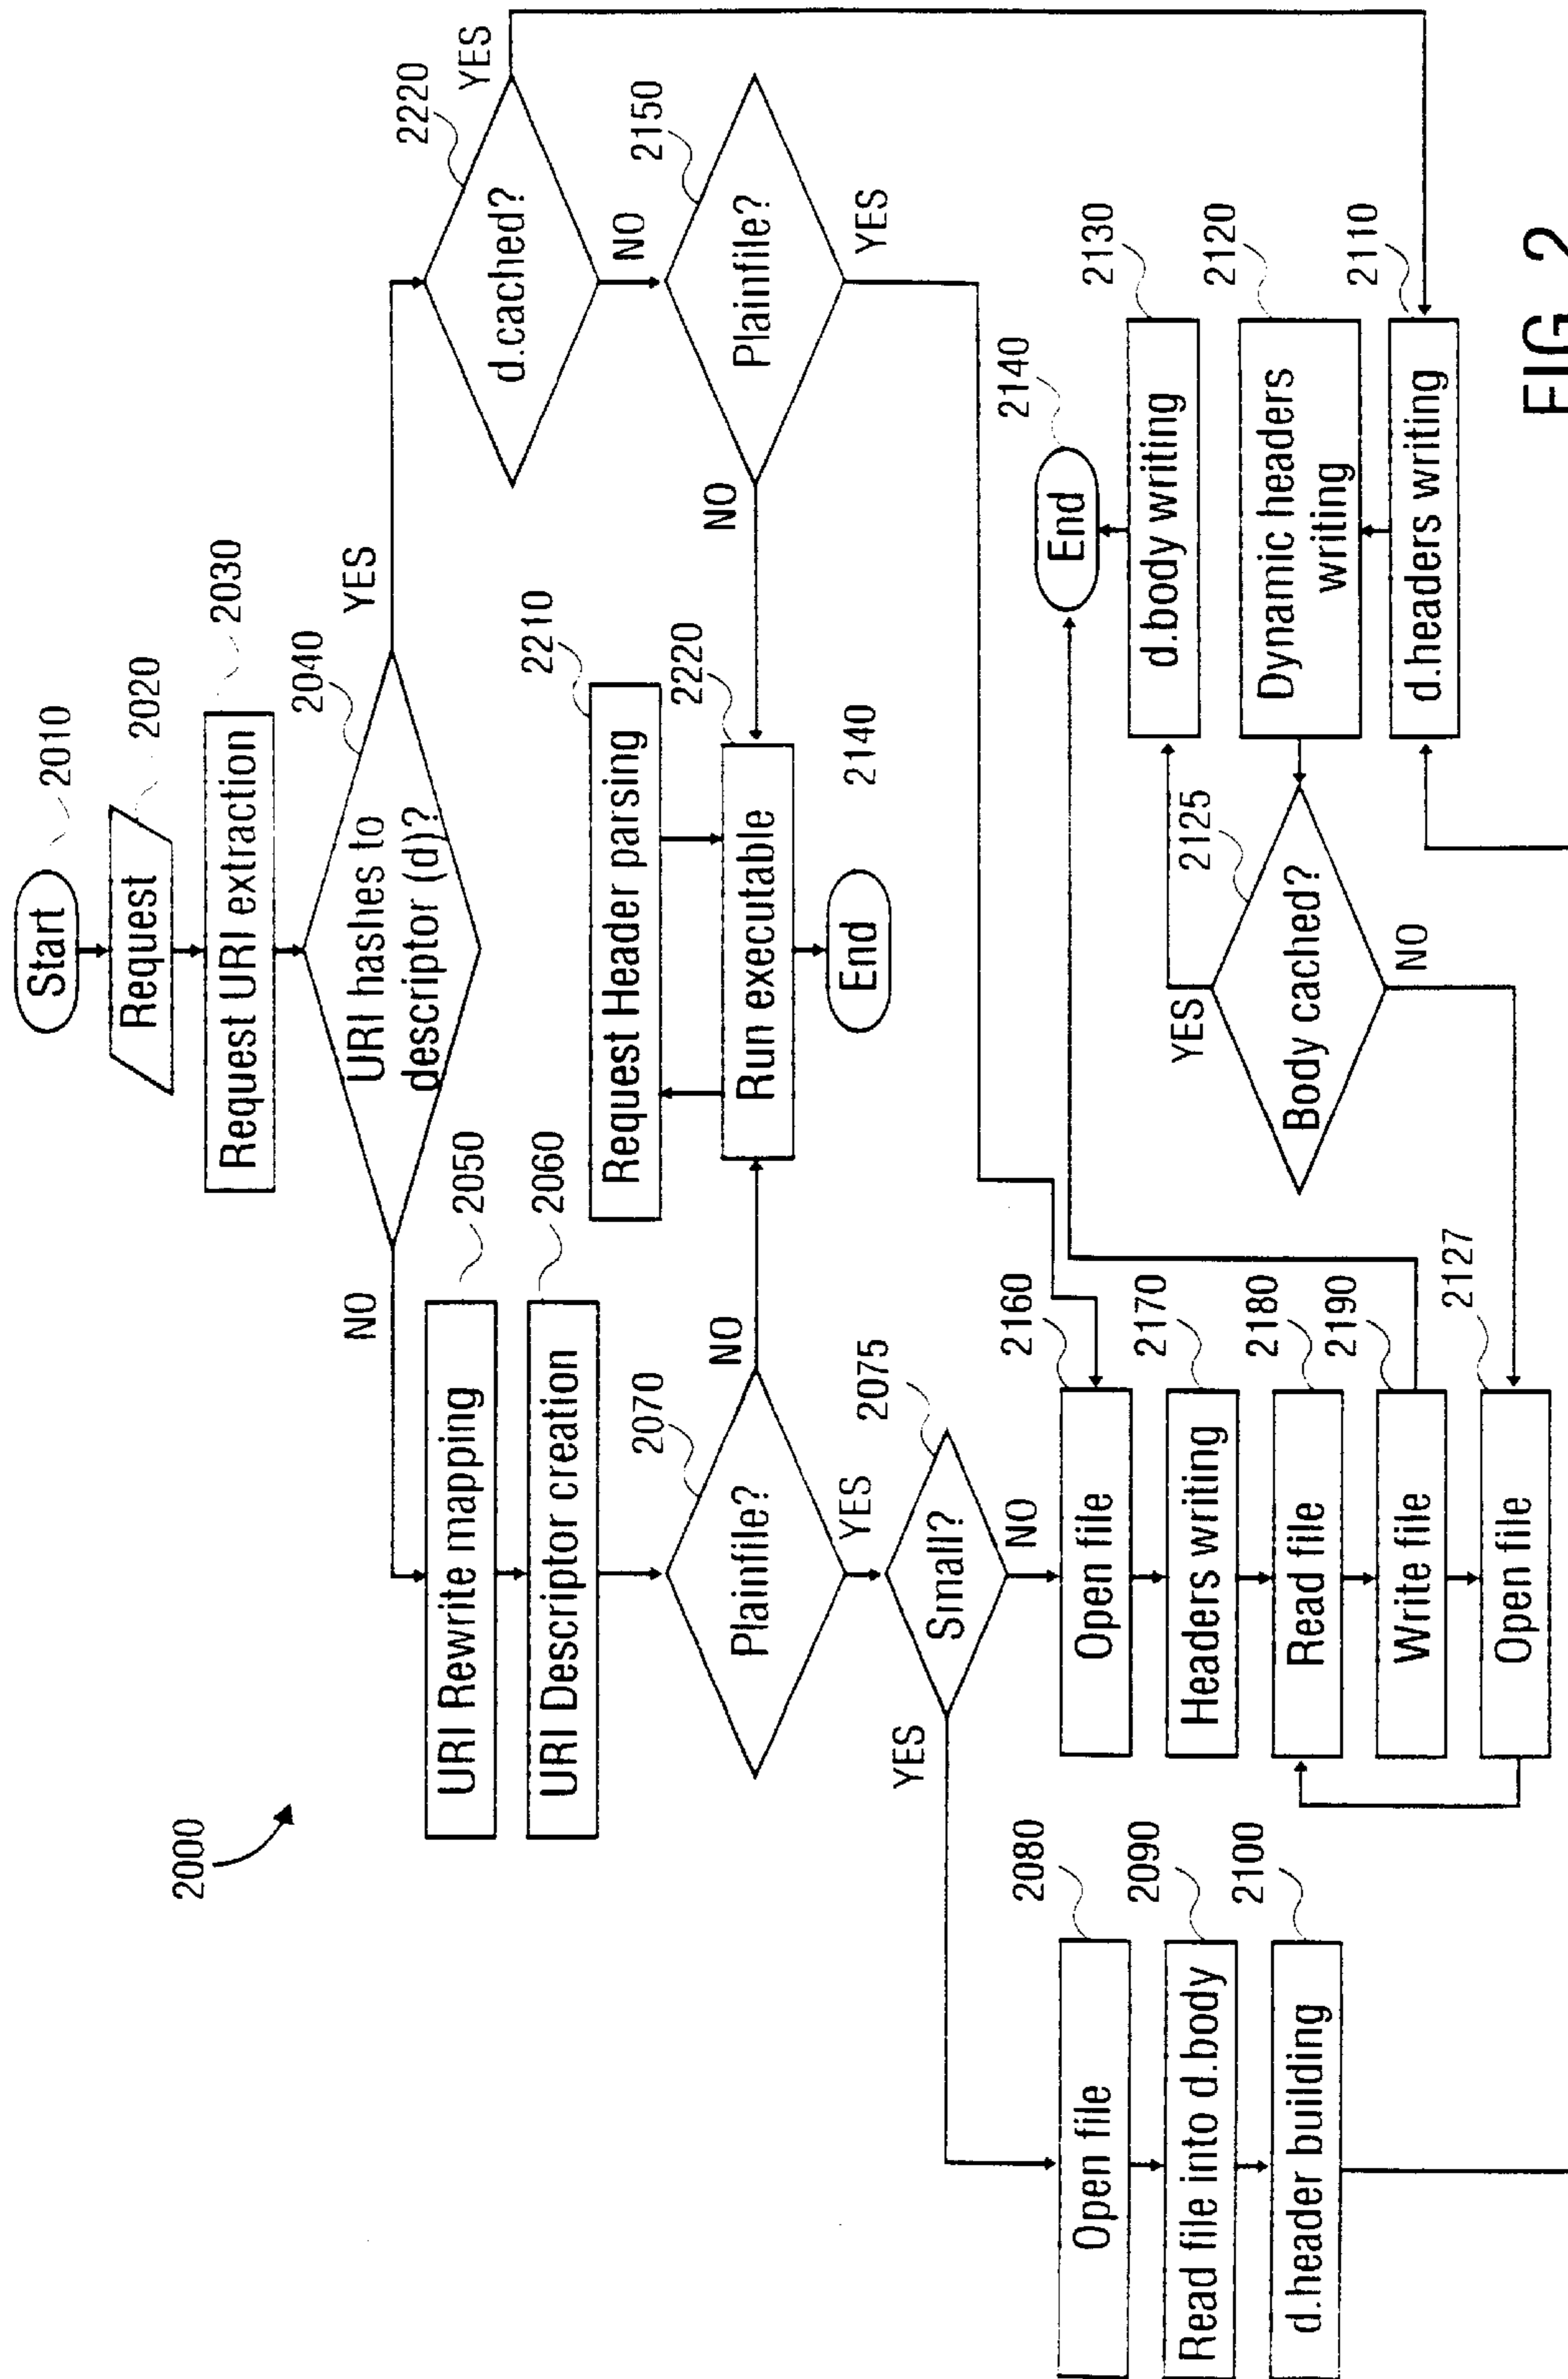 2000
Start
2010
Request
2020
Request URI extraction
2030
URI hashes to
descriptor (d)?
2040
NO
YES
URI Rewrite mapping
2050
URI Descriptor creation
2060
d.cached?
2220
YES
NO
Request Header parsing
2210
Plainfile?
2070
NO
YES
Run executable
2220
NO
Plainfile?
2150
YES
End
2140
Small?
2075
YES
NO
Open file
2080
Read file into d.body
2090
d.header building
2100
Open file
2160
Headers writing
2170
Read file
2180
Write file
2190
Open file
2127
End
2140
d.body writing
2130
Dynamic headers
writing
2120
d.headers writing
2110
Body cached?
2125
YES
NO